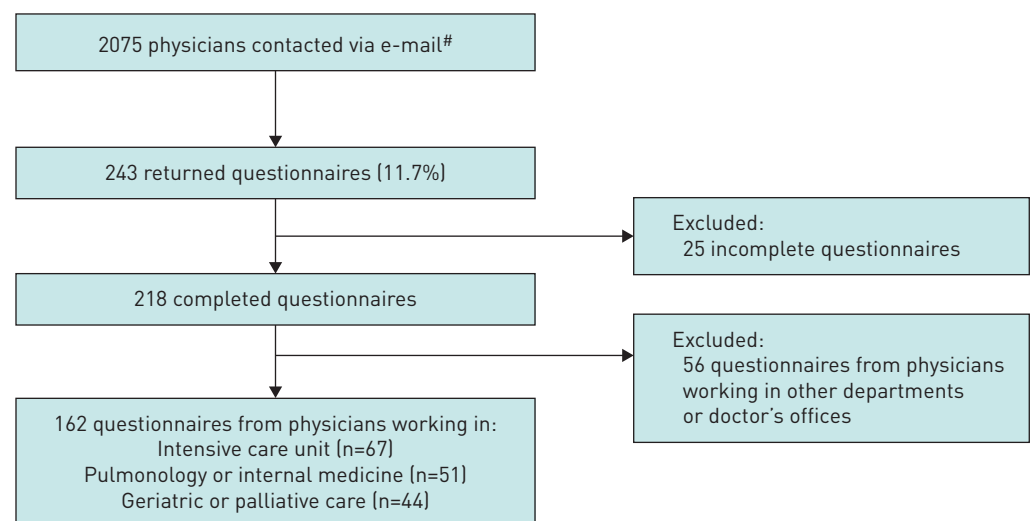 2075 physicians contacted via e-mail#
243 returned questionnaires (11.7%)
Excluded:
25 incomplete questionnaires
218 completed questionnaires
Excluded:
56 questionnaires from physicians
working in other departments
or doctor's offices
162 questionnaires from physicians working in:
Intensive care unit (n=67)
Pulmonology or internal medicine (n=51)
Geriatric or palliative care (n=44)